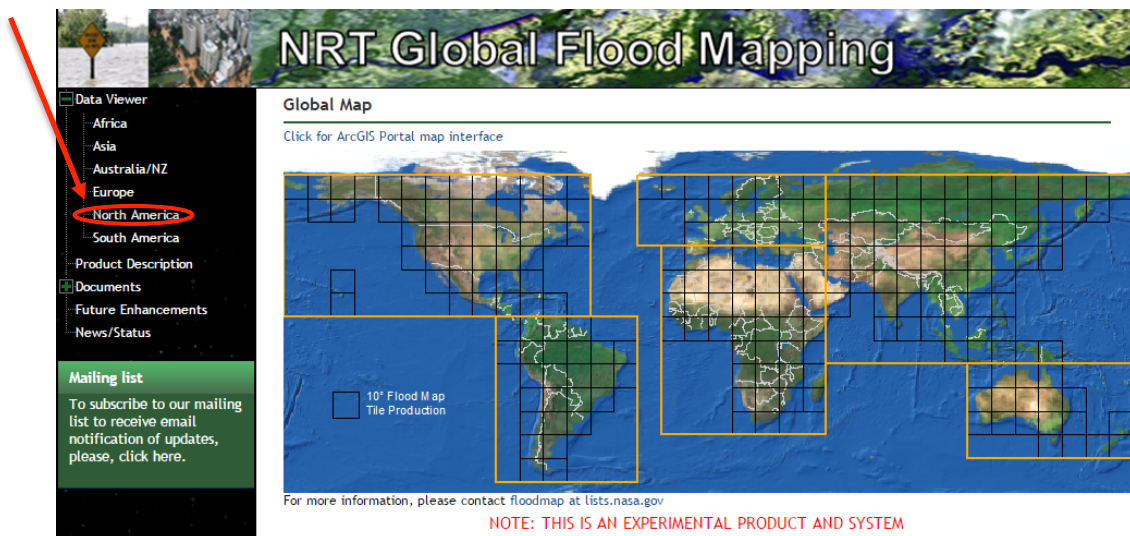 NRT Global Flood Mapping
Data Viewer
Africa
Asia
Australia/NZ
Europe
North America
South America
Product Description
Documents
Future Enhancements
News/Status
Mailing list
To subscribe to our mailing
list to receive email
notification of updates,
please, click here.
Global Map
Click for ArcGIS Portal map interface
10° Flood Map
Tile Production
For more information, please contact floodmap at lists.nasa.gov
NOTE: THIS IS AN EXPERIMENTAL PRODUCT AND SYSTEM